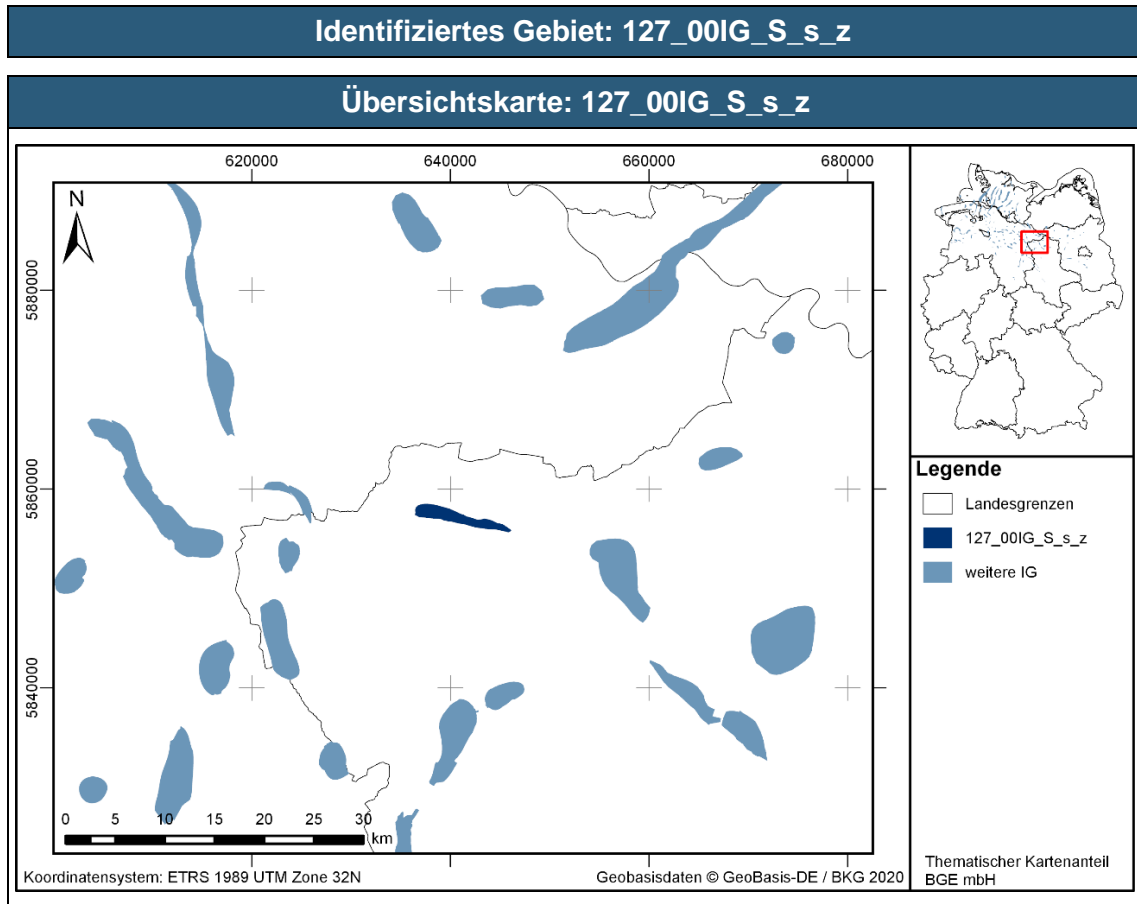 Identifiziertes Gebiet: 127_00IG_S_s_z
Übersichtskarte: 127_00IG_S_s_z
620000 640000 660000 680000
N
5880000
5860000
5840000
0 5 10 15 20 25 30
km
Koordinatensystem: ETRS 1989 UTM Zone 32N
Geobasisdaten © GeoBasis-DE / BKG 2020
Legende
Landesgrenzen
127_00IG_S_s_z
weitere IG
Thematischer Kartenanteil
BGE mbH